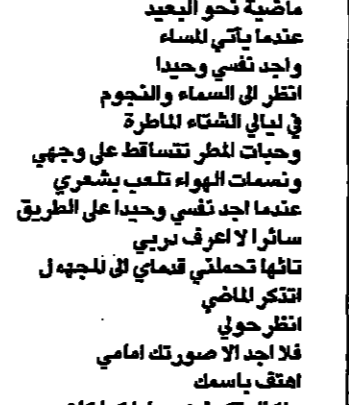 ماضية نحو البعيد
عندما يأتي المساء
واجد نفسي وحيدا
انظر الى السماء والنجوم
في ليالي الشتاء الماطرة
وحبات المطر تتساقط على وجهي
ونسمات الهواء تلعب بشعري
عندما اجد نفسي وحيدا على الطريق
سائرا لا اعرف دربي
تائها تحملني قدماي الى المجهول
اتذكر الماضي
انظر حولي
فلا اجد الا صورتك امامي
اهتف باسمك